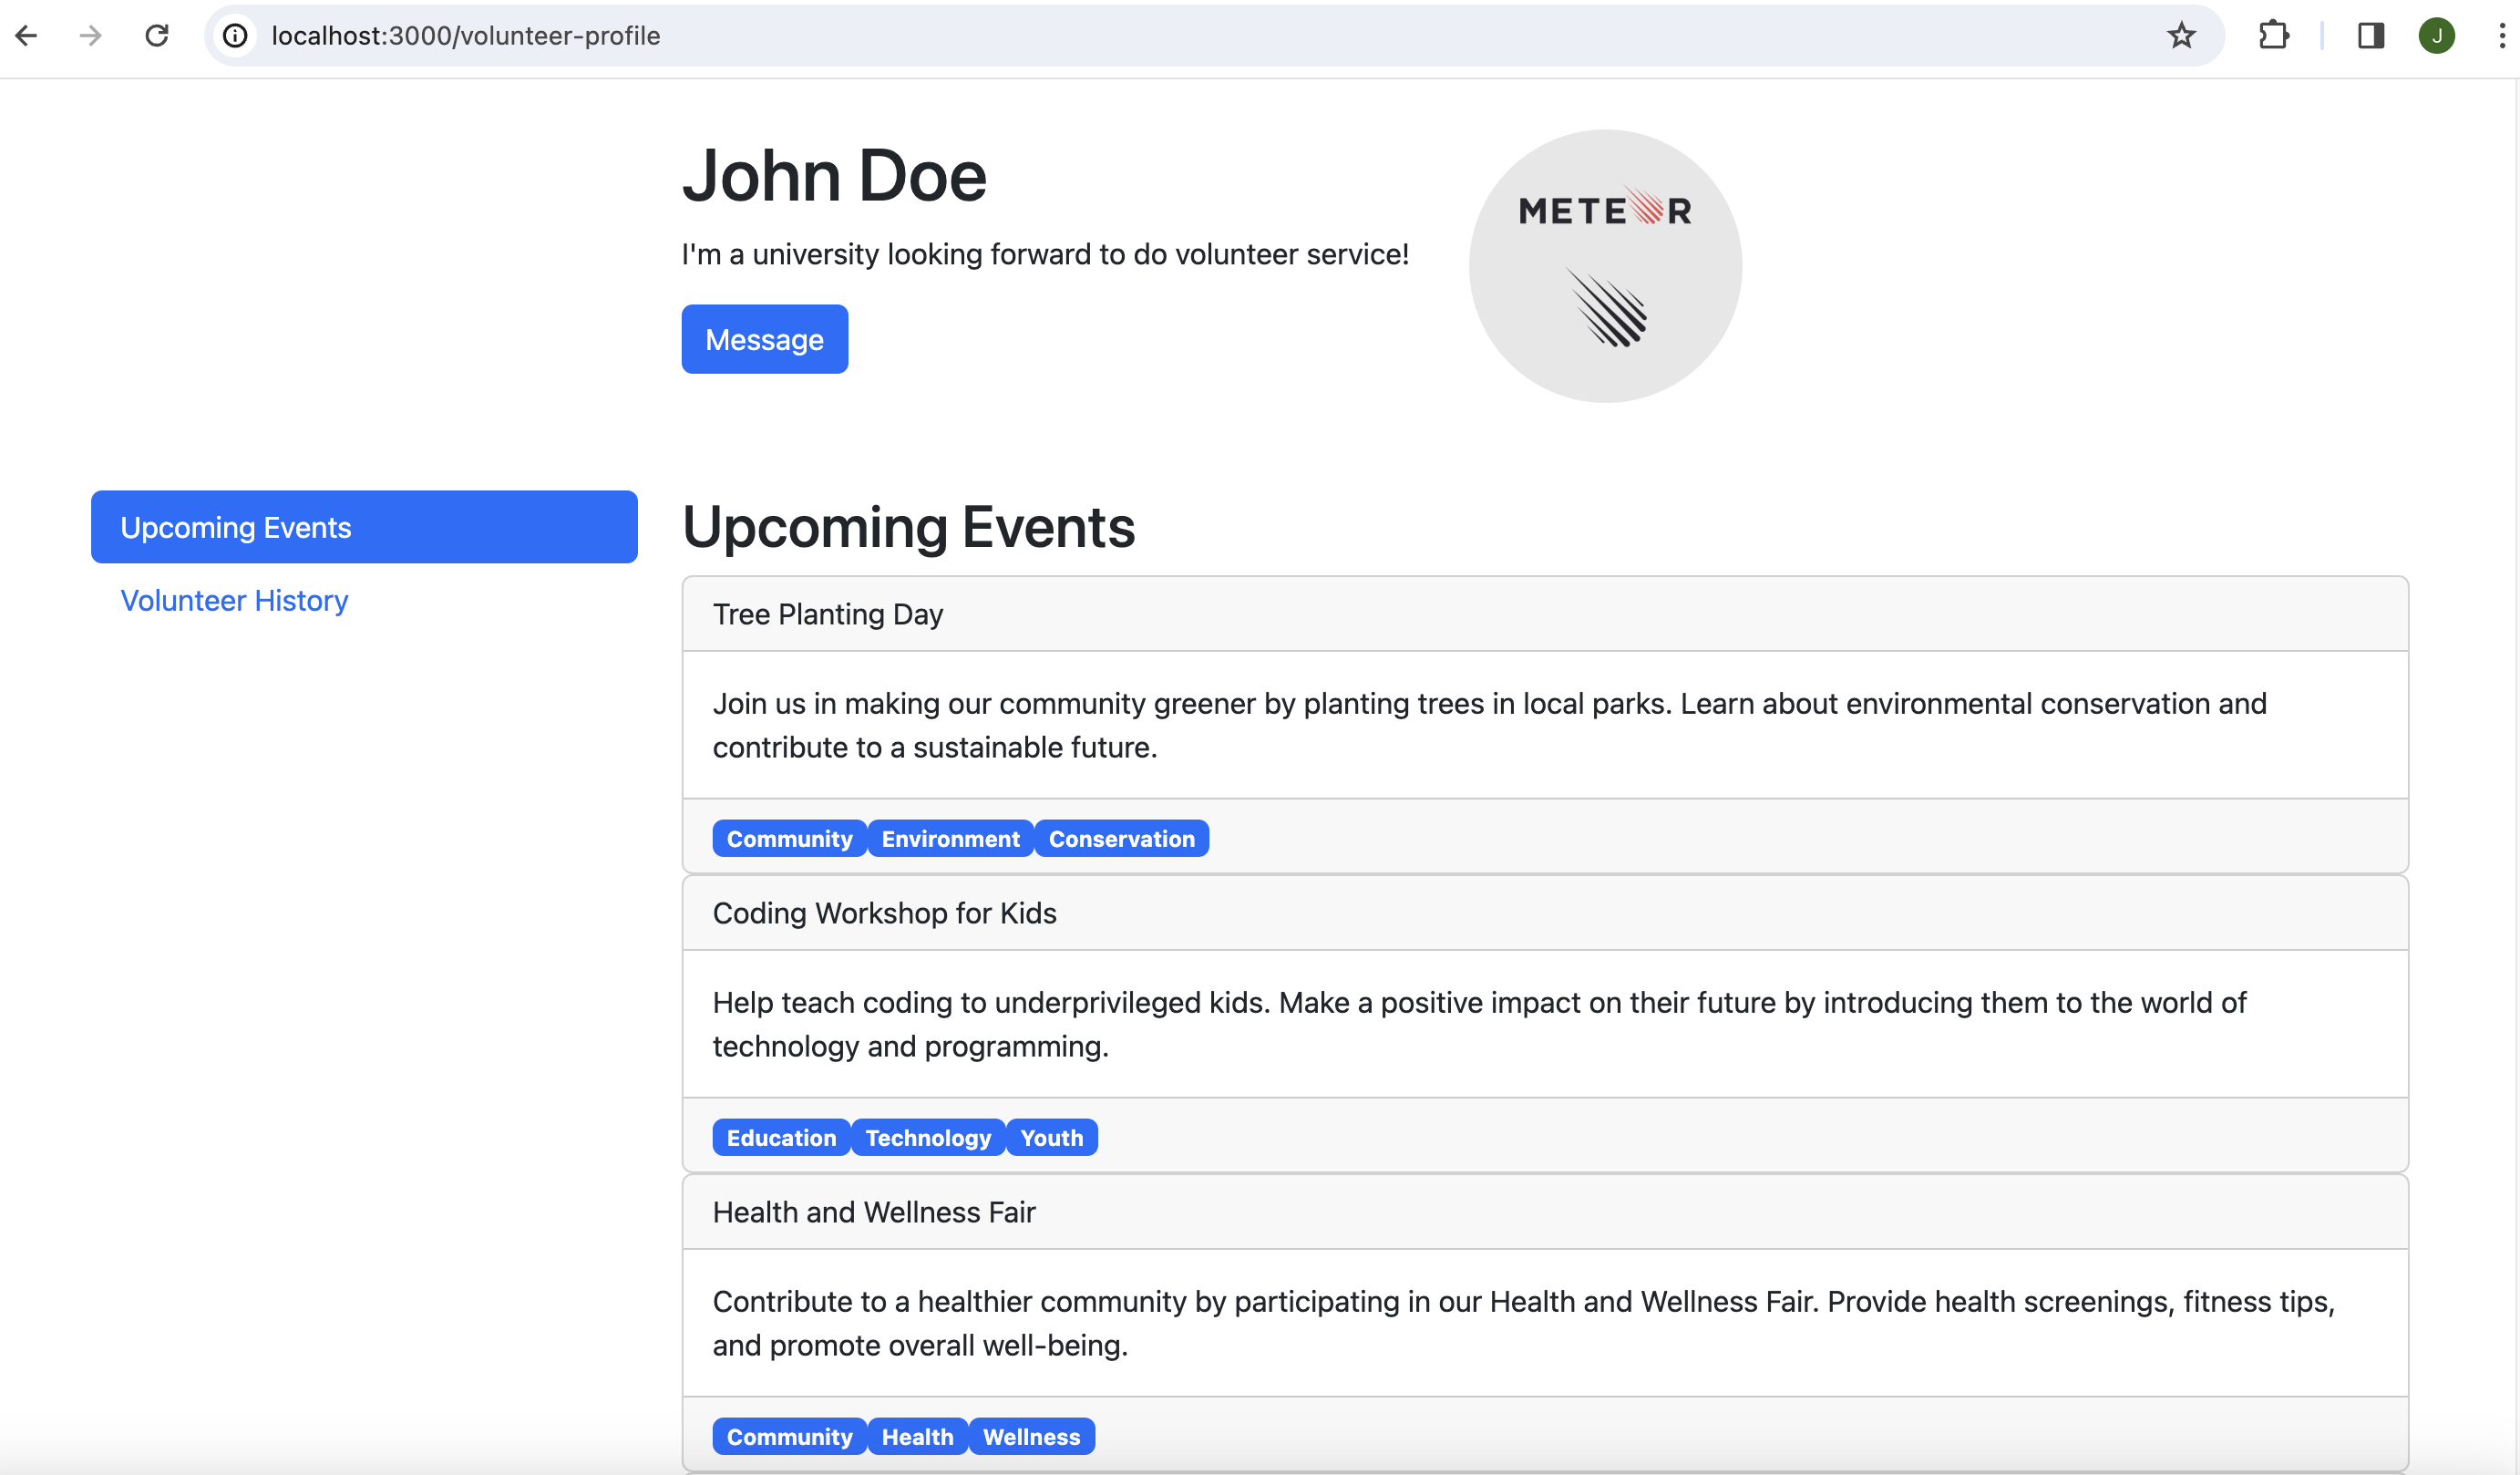 localhost:3000/volunteer-profile
J
John Doe
I'm a university looking forward to do volunteer service!
Message
METEOR
Upcoming Events
Volunteer History
Upcoming Events
Tree Planting Day
Join us in making our community greener by planting trees in local parks. Learn about environmental conservation and
contribute to a sustainable future.
Community Environment Conservation
Coding Workshop for Kids
Help teach coding to underprivileged kids. Make a positive impact on their future by introducing them to the world of
technology and programming.
Education Technology Youth
Health and Wellness Fair
Contribute to a healthier community by participating in our Health and Wellness Fair. Provide health screenings, fitness tips,
and promote overall well-being.
Community Health Wellness